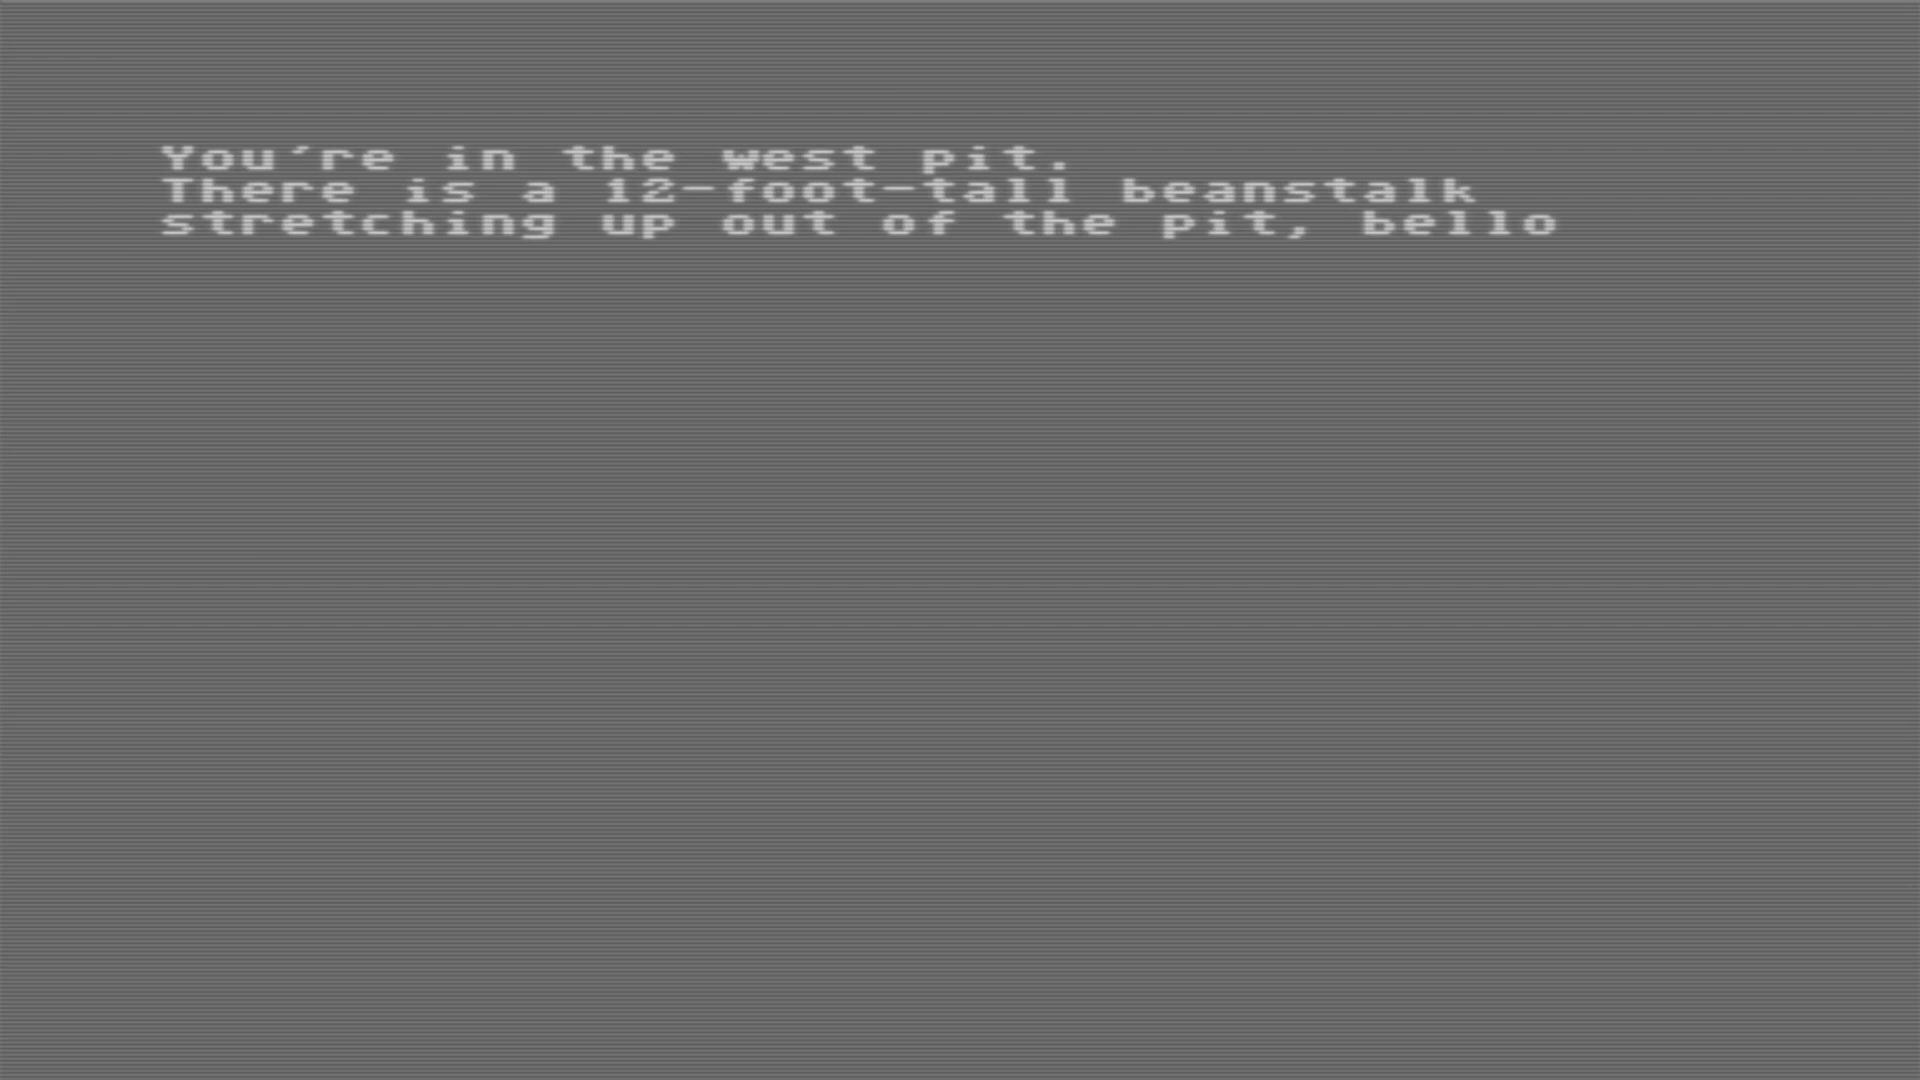 You're in the west pit.
There is a 12-foot-tall beanstalk
stretching up out of the pit, bello